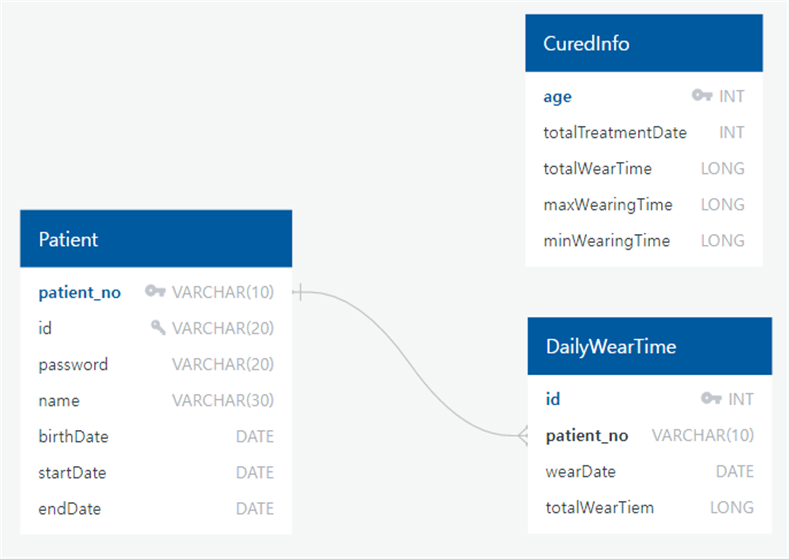 CuredInfo
age INT
totalTreatmentDate INT
totalWearTime LONG
maxWearingTime LONG
minWearingTime LONG
Patient
patient_no VARCHAR(10)
id VARCHAR(20)
password VARCHAR(20)
name VARCHAR(30)
birthDate DATE
startDate DATE
endDate DATE
DailyWearTime
id INT
patient_no VARCHAR(10)
wearDate DATE
totalWearTiem LONG